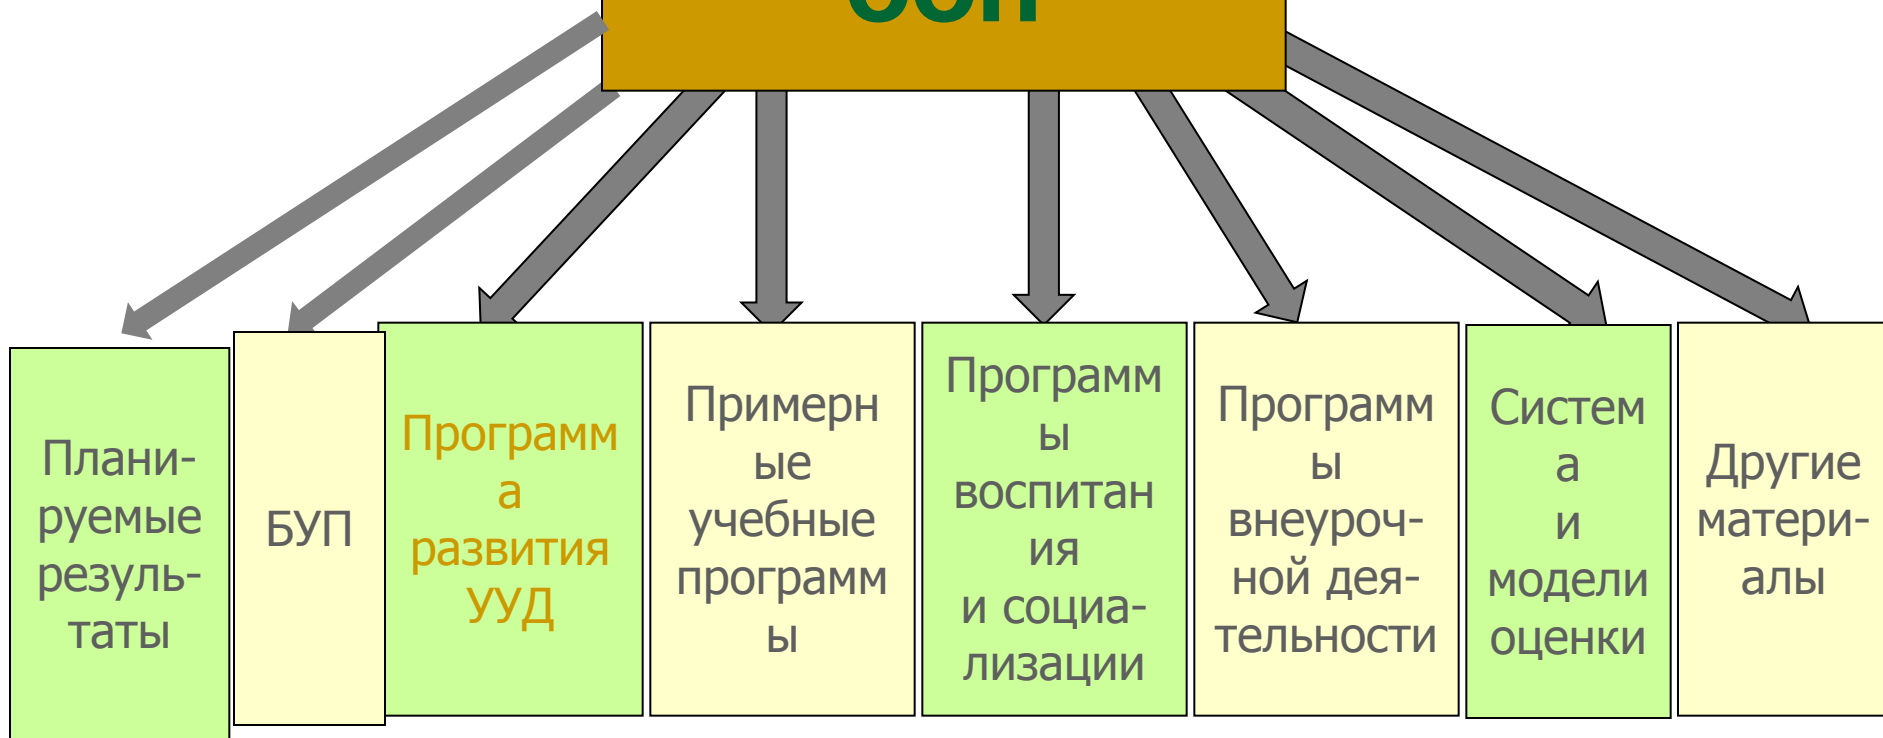 Плани-
руемые
резуль-
таты
БУП
Программ
а
развития
УУД
Примерн
ые
учебные
программ
ы
Программ
ы
воспитан
ия
и социа-
лизации
Программ
ы
внеуроч-
ной дея-
тельности
Систем
а
и
модели
оценки
Другие
матери-
алы